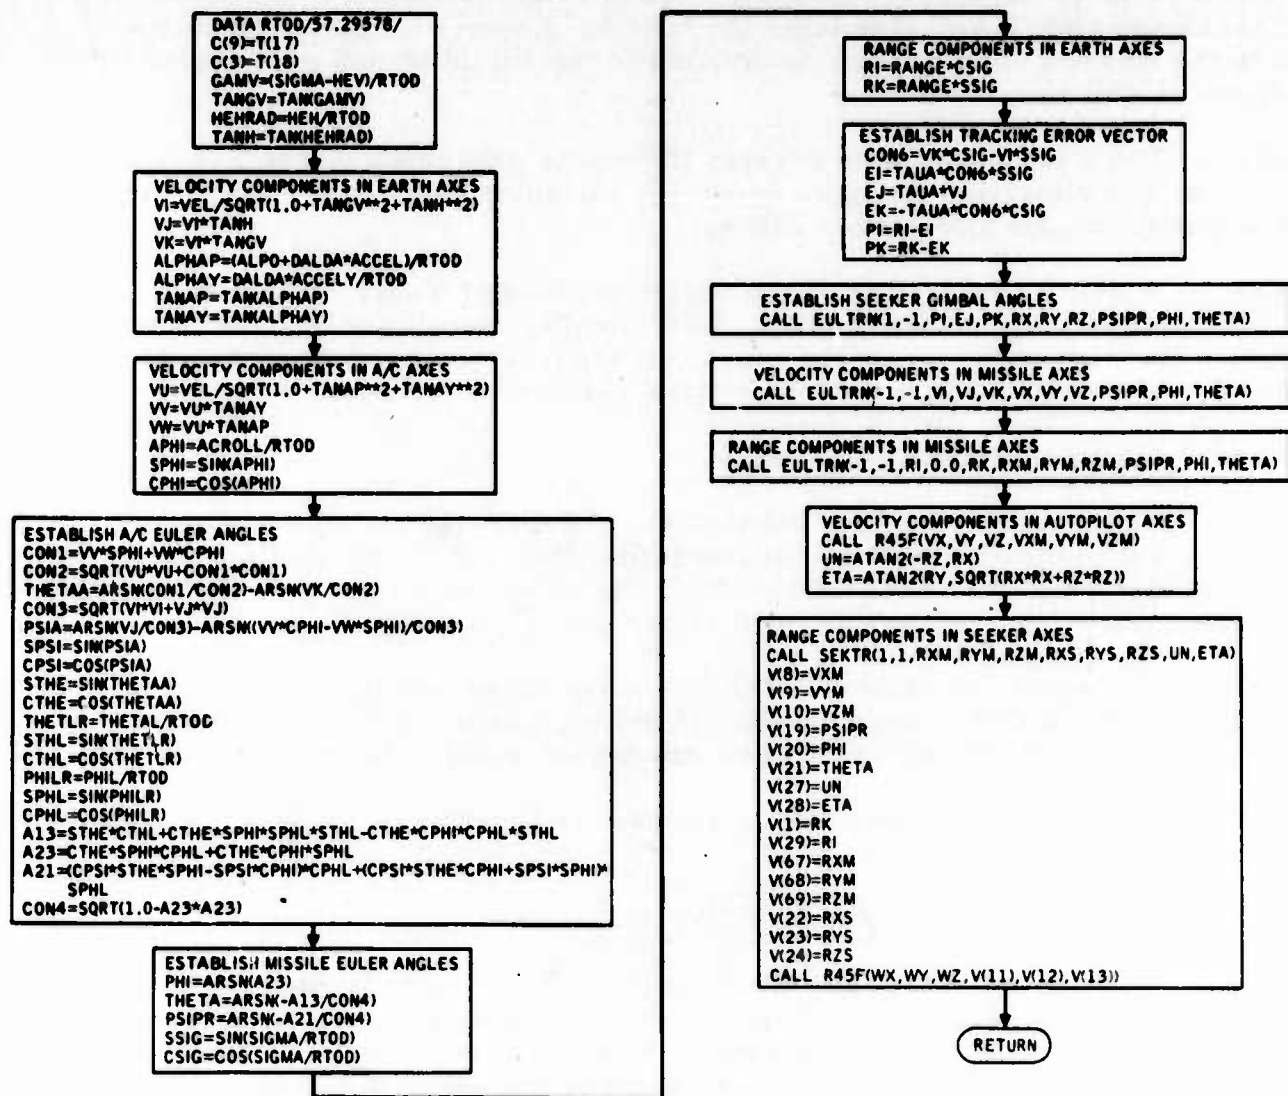 DATA RTOD/57.29578/
C(9)=T(17)
C(3)=T(18)
GAMV=(SIGMA-HEV)/RTOD
TANGV=TAN(GAMV)
HEHRAD=HEH/RTOD
TANH=TAN(HEHRAD)
VELOCITY COMPONENTS IN EARTH AXES
VI=VEL/SQRT(1.0+TANGV**2+TANH**2)
VJ=VI*TANH
VK=VI*TANGV
ALPHAP=(ALPO+DALDA*ACCEL)/RTOD
ALPHAY=DALDA*ACCELY/RTOD
TANAP=TAN(ALPHAP)
TANAY=TAN(ALPHAY)
VELOCITY COMPONENTS IN A/C AXES
VU=VEL/SQRT(1.0+TANAP**2+TANAY**2)
VV=VU*TANAY
VW=VU*TANAP
APHI=ACROLL/RTOD
SPHI=SIN(APHI)
CPHI=COS(APHI)
ESTABLISH A/C EULER ANGLES
CON1=VV*SPHI+VW*CPHI
CON2=SQRT(VU*VU+CON1*CON1)
THETAA=ARSN(CON1/CON2)-ARSN(VK/CON2)
CON3=SQRT(VI*VI+VJ*VJ)
PSIA=ARSN(VJ/CON3)-ARSN((VV*CPHI-VW*SPHI)/CON3)
SPSI=SIN(PSIA)
CPSI=COS(PSIA)
STHE=SIN(THETAA)
CTHE=COS(THETAA)
THETLR=THETAL/RTOD
STHL=SIN(THETLR)
CTHL=COS(THETLR)
PHILR=PHIL/RTOD
SPHL=SIN(PHILR)
CPHL=COS(PHILR)
A13=STHE*CTHL+CTHE*SPHI*SPHL*STHL-CTHE*CPHI*CPHL*STHL
A23=CTHE*SPHI*CPHL+CTHE*CPHI*SPHL
A21=(CPSI*STHE*SPHI-SPSI*CPHI)*CPHL+(CPSI*STHE*CPHI+SPSI*SPHI)*
SPHL
CON4=SQRT(1.0-A23*A23)
ESTABLISH MISSILE EULER ANGLES
PHI=ARSN(A23)
THETA=ARSN(-A13/CON4)
PSIPR=ARSN(-A21/CON4)
SSIG=SIN(SIGMA/RTOD)
CSIG=COS(SIGMA/RTOD)
RANGE COMPONENTS IN EARTH AXES
RI=RANGE*CSIG
RK=RANGE*SSIG
ESTABLISH TRACKING ERROR VECTOR
CON6=VK*CSIG-VI*SSIG
EI=TAUA*CON6*SSIG
EJ=TAUA*VJ
EK=-TAUA*CON6*CSIG
PI=RI-EI
PK=RK-EK
ESTABLISH SEEKER GIMBAL ANGLES
CALL EULTRN(1,-1,PI,EJ,PK,RX,RY,RZ,PSIPR,PHI,THETA)
VELOCITY COMPONENTS IN MISSILE AXES
CALL EULTRN(-1,-1,VI,VJ,VK,VX,VY,VZ,PSIPR,PHI,THETA)
RANGE COMPONENTS IN MISSILE AXES
CALL EULTRN(-1,-1,RI,0.0,RK,RXM,RYM,RZM,PSIPR,PHI,THETA)
VELOCITY COMPONENTS IN AUTOPILOT AXES
CALL R45F(VX,VY,VZ,VXM,VYM,VZM)
UN=ATAN2(-RZ,RX)
ETA=ATAN2(RY,SQRT(RX*RX+RZ*RZ))
RANGE COMPONENTS IN SEEKER AXES
CALL SEKTR(1,1,RXM,RYM,RZM,RXS,RYS,RZS,UN,ETA)
V(8)=VXM
V(9)=VYM
V(10)=VZM
V(19)=PSIPR
V(20)=PHI
V(21)=THETA
V(27)=UN
V(28)=ETA
V(1)=RK
V(29)=RI
V(67)=RXM
V(68)=RYM
V(69)=RZM
V(22)=RXS
V(23)=RYS
V(24)=RZS
CALL R45F(WX,WY,WZ,V(11),V(12),V(13))
RETURN